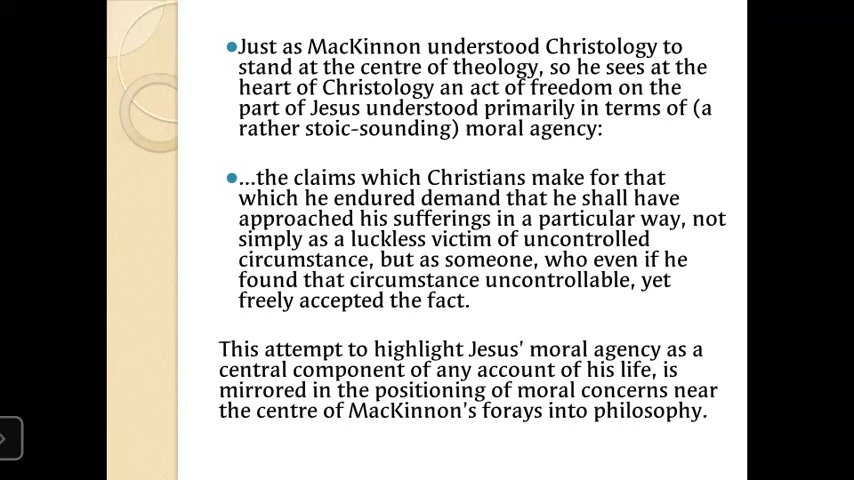 •Just as MacKinnon understood Christology to
stand at the centre of theology, so he sees at the
heart of Christology an act of freedom on the
part of Jesus understood primarily in terms of (a
rather stoic-sounding) moral agency:
•...the claims which Christians make for that
which he endured demand that he shall have
approached his sufferings in a particular way, not
simply as a luckless victim of uncontrolled
circumstance, but as someone, who even if he
found that circumstance uncontrollable, yet
freely accepted the fact.
This attempt to highlight Jesus' moral agency as a
central component of any account of his life, is
mirrored in the positioning of moral concerns near
the centre of MacKinnon's forays into philosophy.